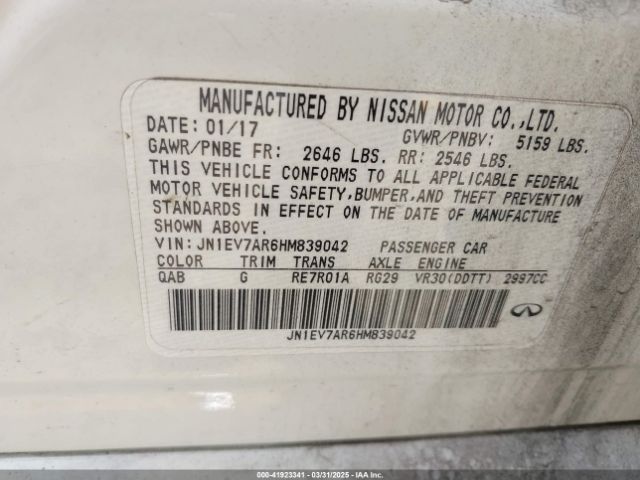 MANUFACTURED BY NISSAN MOTOR CO.,LTD.
DATE: 01/17 GVWR/PNBV: 5159 LBS.
GAWR/PNBE FR: 2646 LBS. RR: 2546 LBS.
THIS VEHICLE CONFORMS TO ALL APPLICABLE FEDERAL
MOTOR VEHICLE SAFETY,BUMPER,AND THEFT PREVENTION
STANDARDS IN EFFECT ON THE DATE OF MANUFACTURE
SHOWN ABOVE.
VIN: JN1EV7AR6HM839042 PASSENGER CAR
COLOR TRIM TRANS AXLE ENGINE
QAB G RE7R01A RG29 VR30(DDTT) 2997CC
JN1EV7AR6HM839042
000-41923341 - 03/31/2025 - IAA, Inc.